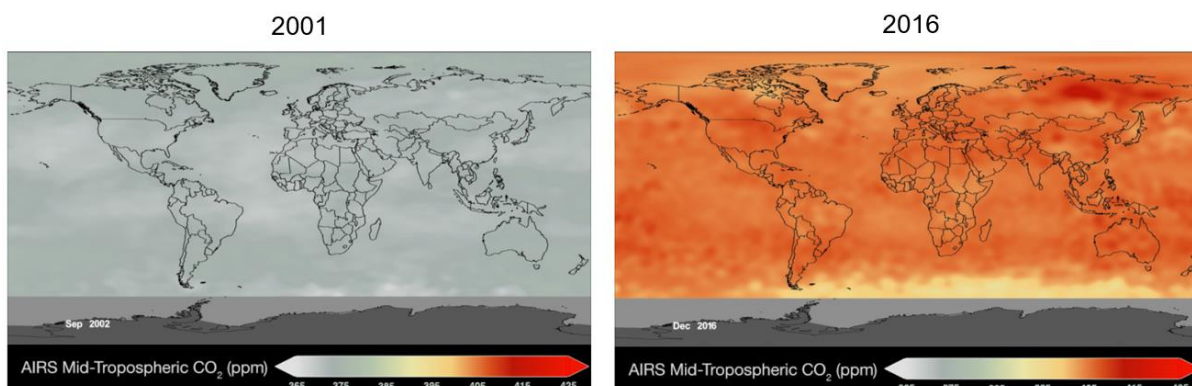 2001
2016
Sep 2002
Dec 2016
AIRS Mid-Tropospheric CO₂ (ppm)
365 375 385 395 405 415 425
AIRS Mid-Tropospheric CO₂ (ppm)